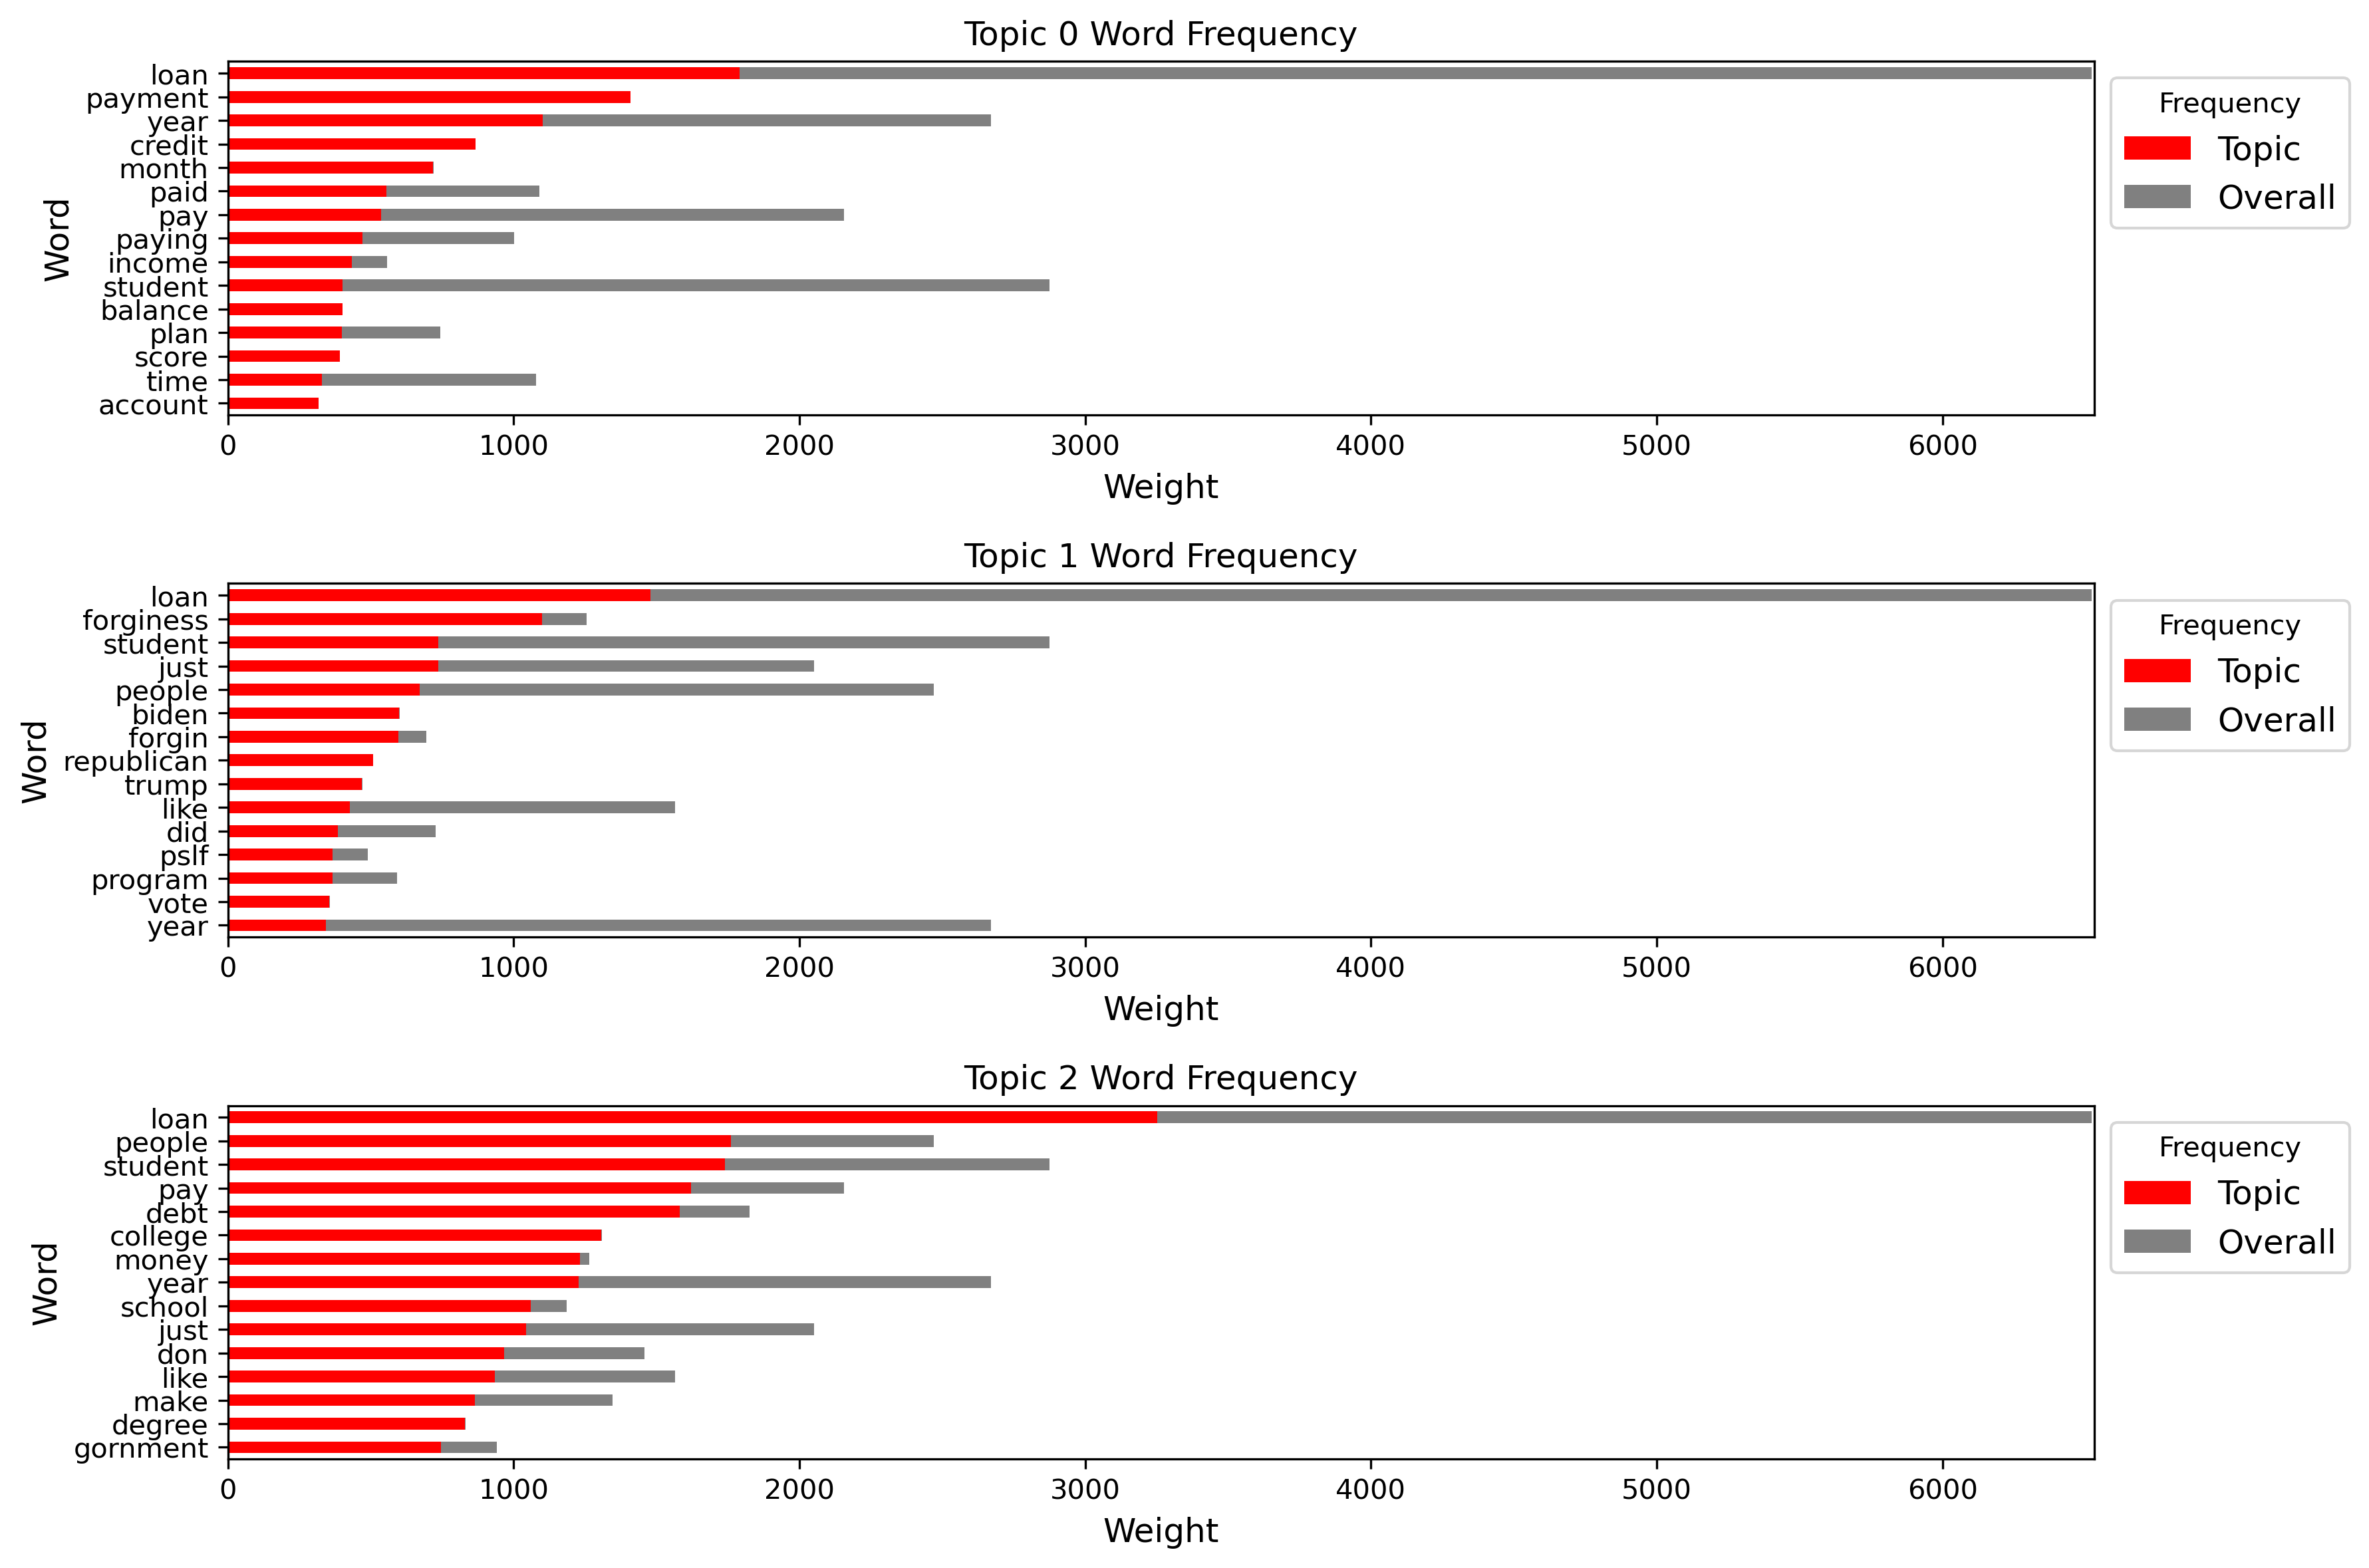 Topic 0 Word Frequency
Word
loan
payment
year
credit
month
paid
pay
paying
income
student
balance
plan
score
time
account
0 1000 2000 3000 4000 5000 6000
Weight
Frequency
Topic
Overall
Topic 1 Word Frequency
Word
loan
forginess
student
just
people
biden
forgin
republican
trump
like
did
pslf
program
vote
year
0 1000 2000 3000 4000 5000 6000
Weight
Frequency
Topic
Overall
Topic 2 Word Frequency
Word
loan
people
student
pay
debt
college
money
year
school
just
don
like
make
degree
gornment
0 1000 2000 3000 4000 5000 6000
Weight
Frequency
Topic
Overall